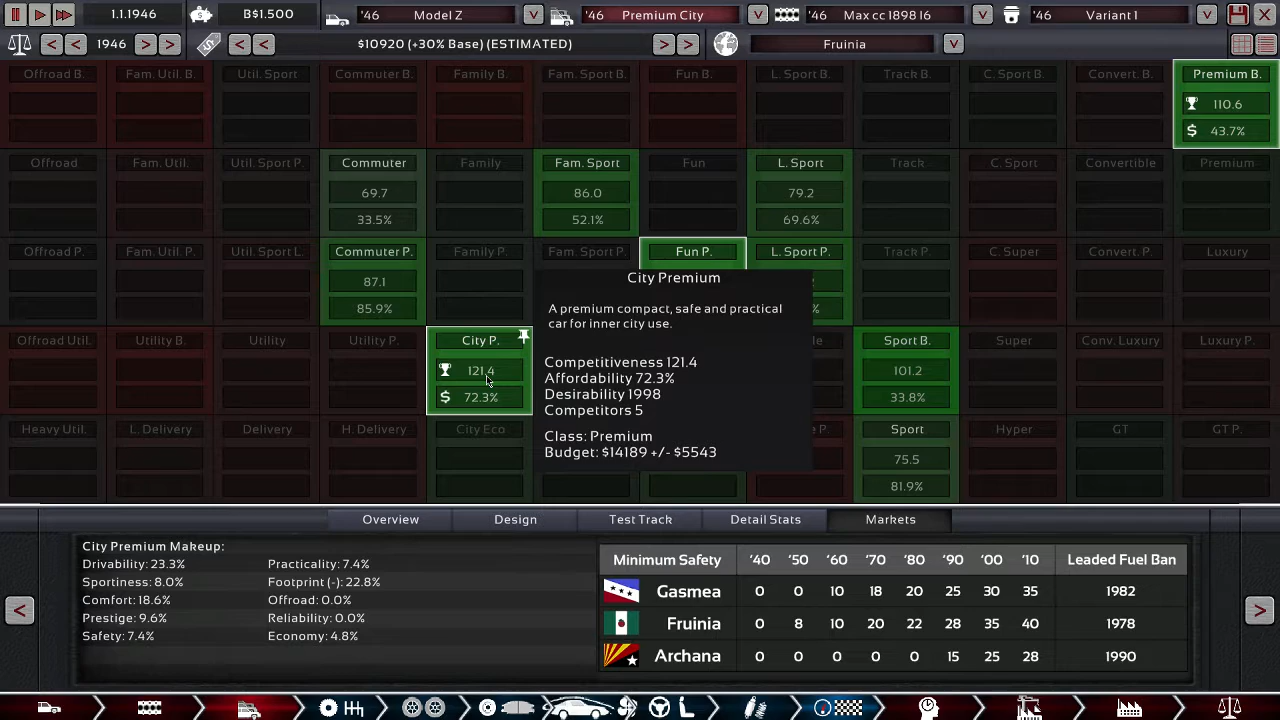 1.1.1946
B$1.500
'46 Model Z
'46 Premium City
'46 Max cc 1898 I6
'46 Variant 1
1946
$10920 (+30% Base) (ESTIMATED)
Fruinia
Offroad B. Fam. Util. B. Util. Sport Commuter B. Family B. Fam. Sport B. Fun B. L. Sport B. Track B. C. Sport B. Convert. B. Premium B.
110.6
$ 43.7%
Offroad Fam. Util. Util. Sport P. Commuter Family Fam. Sport Fun L. Sport Track C. Sport Convertible Premium
69.7 86.0 79.2
33.5% 52.1% 69.6%
Offroad P. Fam. Util. P. Util. Sport L. Commuter P. Family P. Fam. Sport P. Fun P. L. Sport P. Track P. C. Super Convert. P. Luxury
87.1
85.9%
City Premium
A premium compact, safe and practical
car for inner city use.
Competitiveness 121.4
Affordability 72.3%
Desirability 1998
Competitors 5
Class: Premium
Budget: $14189 +/- $5543
Offroad Util. Utility B. Utility Utility P. City P. Sport B. Super Conv. Luxury Luxury B.
121.4 101.2
$ 72.3% 33.8%
Heavy Util. L. Delivery Delivery H. Delivery City Eco Sport Hyper GT GT P.
75.5
81.9%
Overview Design Test Track Detail Stats Markets
City Premium Makeup:
Drivability: 23.3% Practicality: 7.4%
Sportiness: 8.0% Footprint (-): 22.8%
Comfort: 18.6% Offroad: 0.0%
Prestige: 9.6% Reliability: 0.0%
Safety: 7.4% Economy: 4.8%
Minimum Safety '40 '50 '60 '70 '80 '90 '00 '10 Leaded Fuel Ban
Gasmea 0 0 10 18 20 25 30 35 1982
Fruinia 0 8 10 20 22 28 35 40 1978
Archana 0 0 0 0 0 15 25 28 1990